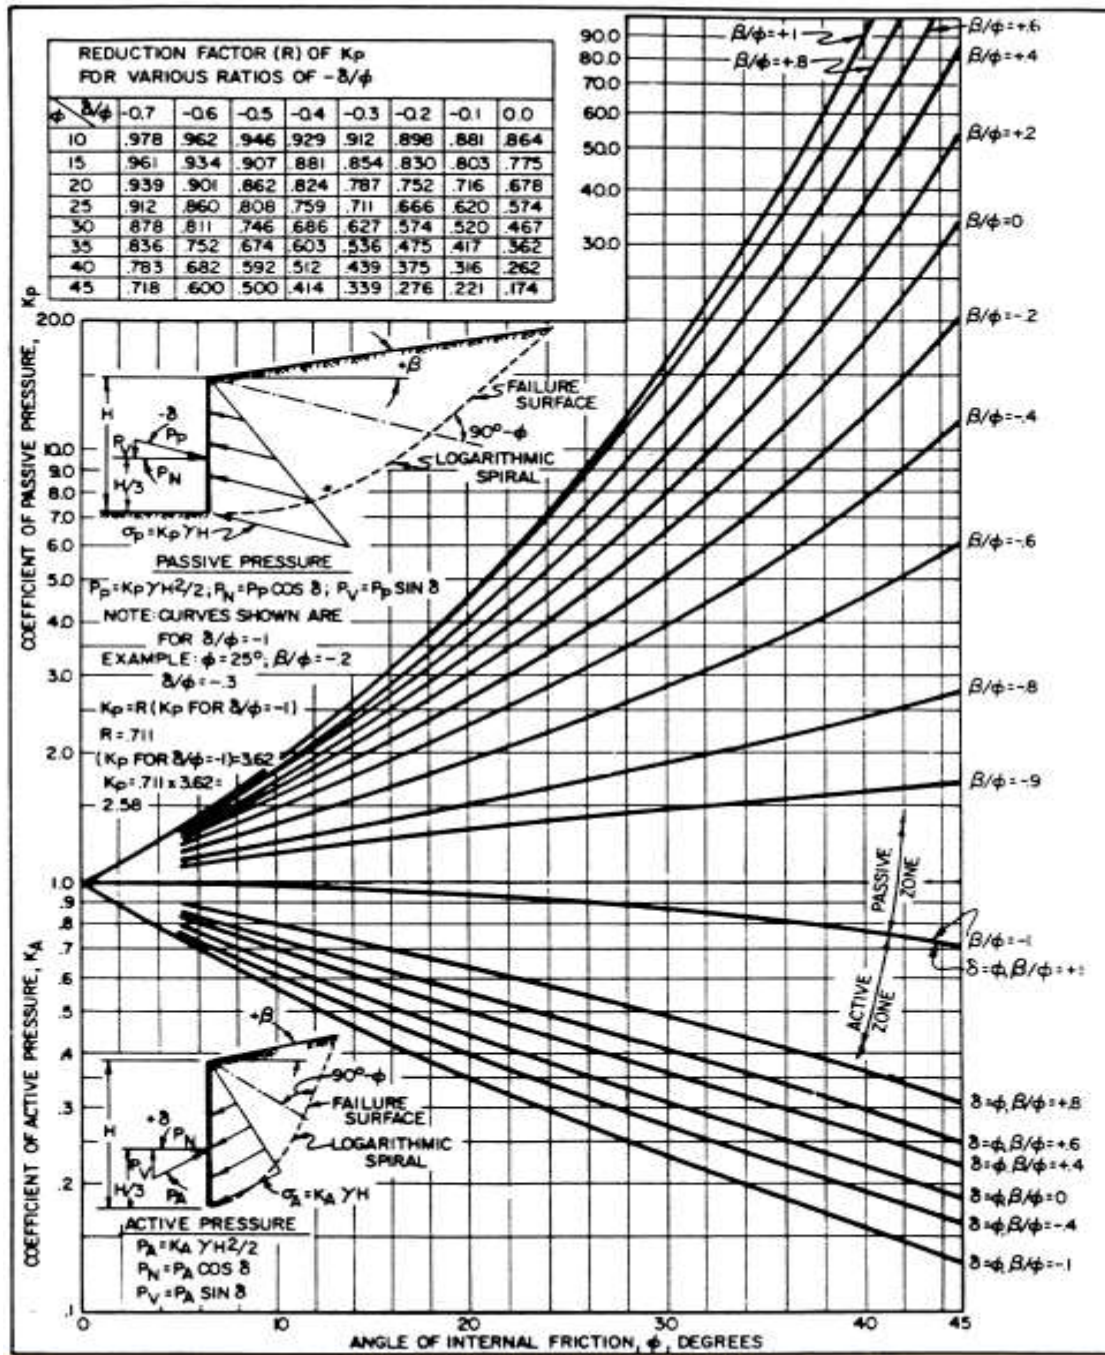 REDUCTION FACTOR (R) OF Kp
FOR VARIOUS RATIOS OF -δ/ϕ
ϕ δ/ϕ -0.7 -0.6 -0.5 -0.4 -0.3 -0.2 -0.1 0.0
10 .978 .962 .946 .929 .912 .898 .881 .864
15 .961 .934 .907 .881 .854 .830 .803 .775
20 .939 .901 .862 .824 .787 .752 .716 .678
25 .912 .860 .808 .759 .711 .666 .620 .574
30 .878 .811 .746 .686 .627 .574 .520 .467
35 .836 .752 .674 .603 .536 .475 .417 .362
40 .783 .682 .592 .512 .439 .375 .316 .262
45 .718 .600 .500 .414 .339 .276 .221 .174
90.0
80.0
70.0
60.0
50.0
40.0
30.0
β/ϕ=+1
β/ϕ=+.8
β/ϕ=+.6
β/ϕ=+.4
β/ϕ=+.2
β/ϕ=0
β/ϕ=-.2
β/ϕ=-.4
β/ϕ=-.6
β/ϕ=-.8
β/ϕ=-.9
β/ϕ=-1
δ=ϕ,β/ϕ=+
δ=ϕ,β/ϕ=+.8
δ=ϕ,β/ϕ=+.6
δ=ϕ,β/ϕ=+.4
δ=ϕ,β/ϕ=0
δ=ϕ,β/ϕ=-.4
δ=ϕ,β/ϕ=-1
PASSIVE
ZONE
ACTIVE
ZONE
COEFFICIENT OF PASSIVE PRESSURE, Kp
20.0
10.0
9.0
8.0
7.0
6.0
5.0
4.0
3.0
2.0
1.0
.9
.8
.7
.6
.5
.4
.3
.2
.1
+β
H
-δ
Pp
PN
H/3
FAILURE
SURFACE
90°-ϕ
LOGARITHMIC
SPIRAL
σp=Kp γH
PASSIVE PRESSURE
Pp=Kp γH²/2; PN=Pp COS δ; PV=Pp SIN δ
NOTE: CURVES SHOWN ARE
FOR δ/ϕ=-1
EXAMPLE: ϕ=25°; β/ϕ=-.2
δ/ϕ=-.3
Kp=R (Kp FOR δ/ϕ=-1)
R=.711
(Kp FOR δ/ϕ=-1)=3.62
Kp=.711 x 3.62=
2.58
COEFFICIENT OF ACTIVE PRESSURE, KA
+β
H
+δ
PN
PV
PA
H/3
90°-ϕ
FAILURE
SURFACE
LOGARITHMIC
SPIRAL
σA=KA γH
ACTIVE PRESSURE
PA=KA γH²/2
PN=PA COS δ
PV=PA SIN δ
0 10 20 30 40 45
ANGLE OF INTERNAL FRICTION, ϕ, DEGREES